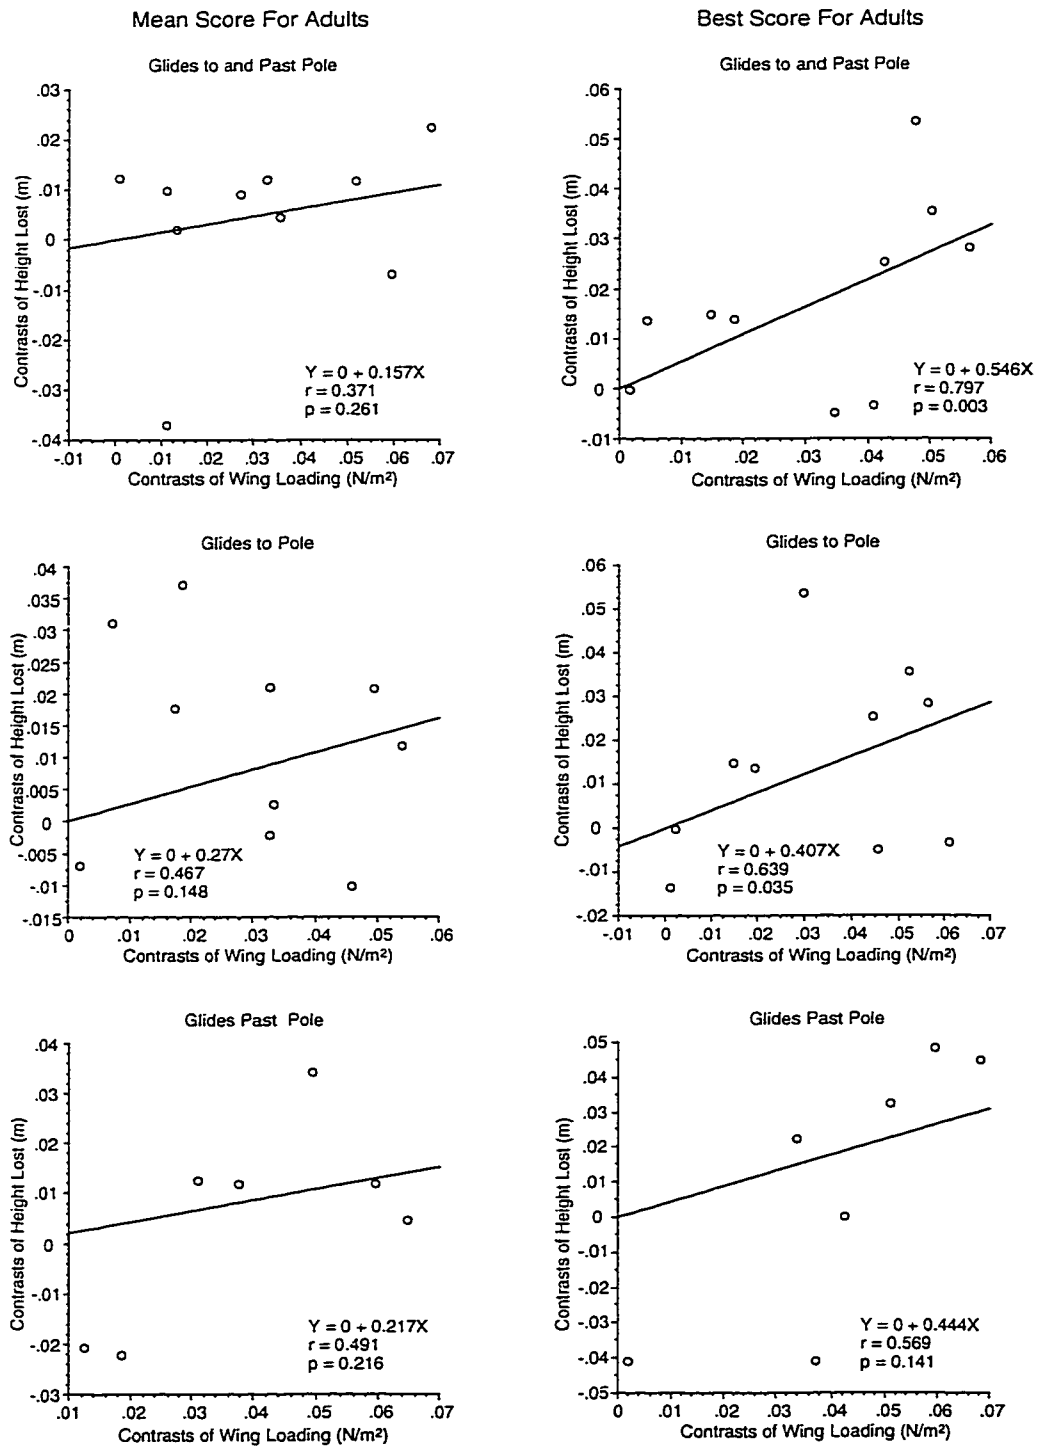 Mean Score For Adults
Best Score For Adults
Glides to and Past Pole
.03
.02
.01
0
-.01
-.02
-.03
-.04
Contrasts of Height Lost (m)
Y = 0 + 0.157X
r = 0.371
p = 0.261
-.01 0 .01 .02 .03 .04 .05 .06 .07
Contrasts of Wing Loading (N/m²)
Glides to and Past Pole
.06
.05
.04
.03
.02
.01
0
-.01
Contrasts of Height Lost (m)
Y = 0 + 0.546X
r = 0.797
p = 0.003
0 .01 .02 .03 .04 .05 .06
Contrasts of Wing Loading (N/m²)
Glides to Pole
.04
.035
.03
.025
.02
.015
.01
.005
0
-.005
-.01
-.015
Contrasts of Height Lost (m)
Y = 0 + 0.27X
r = 0.467
p = 0.148
0 .01 .02 .03 .04 .05 .06
Contrasts of Wing Loading (N/m²)
Glides to Pole
.06
.05
.04
.03
.02
.01
0
-.01
-.02
Contrasts of Height Lost (m)
Y = 0 + 0.407X
r = 0.639
p = 0.035
-.01 0 .01 .02 .03 .04 .05 .06 .07
Contrasts of Wing Loading (N/m²)
Glides Past Pole
.04
.03
.02
.01
0
-.01
-.02
-.03
Contrasts of Height Lost (m)
Y = 0 + 0.217X
r = 0.491
p = 0.216
.01 .02 .03 .04 .05 .06 .07
Contrasts of Wing Loading (N/m²)
Glides Past Pole
.05
.04
.03
.02
.01
0
-.01
-.02
-.03
-.04
-.05
Contrasts of Height Lost (m)
Y = 0 + 0.444X
r = 0.569
p = 0.141
0 .01 .02 .03 .04 .05 .06 .07
Contrasts of Wing Loading (N/m²)